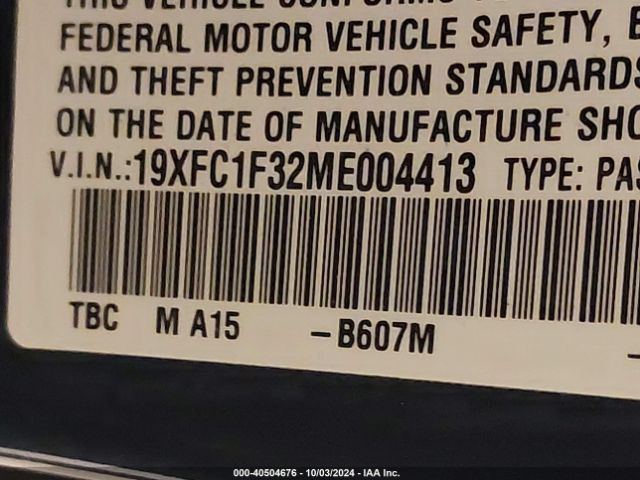 FEDERAL MOTOR VEHICLE SAFETY,
AND THEFT PREVENTION STANDARDS
ON THE DATE OF MANUFACTURE
V.I.N.:19XFC1F32ME004413 TYPE:
TBC M A15 -B607M
000-40504676 - 10/03/2024 - IAA Inc.